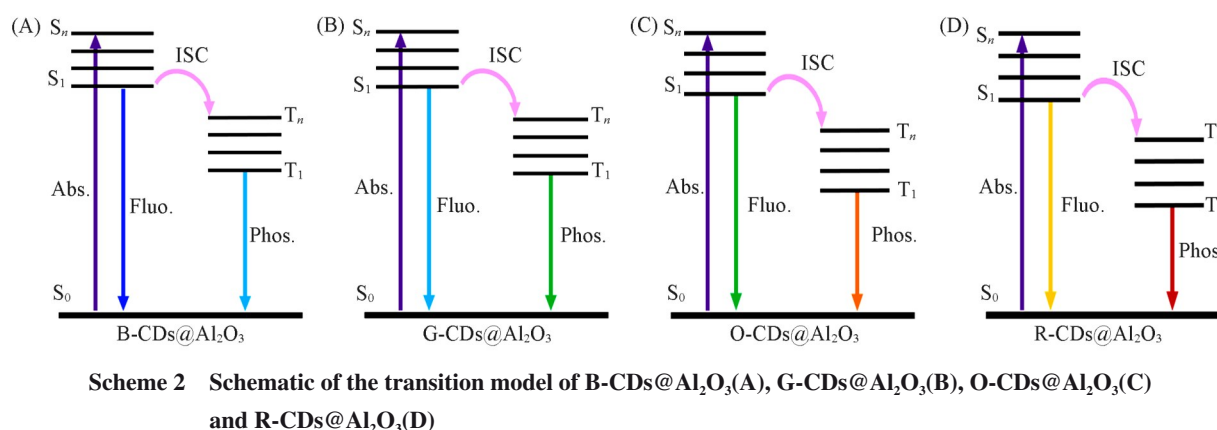 (A)
Sₙ
S₁
ISC
Tₙ
T₁
Abs.
Fluo.
Phos.
S₀
B-CDs@Al₂O₃
(B)
Sₙ
S₁
ISC
Tₙ
T₁
Abs.
Fluo.
Phos.
S₀
G-CDs@Al₂O₃
(C)
Sₙ
S₁
ISC
Tₙ
T₁
Abs.
Fluo.
Phos.
S₀
O-CDs@Al₂O₃
(D)
Sₙ
S₁
ISC
T
T
Abs.
Fluo.
Phos
S₀
R-CDs@Al₂O₃
Scheme 2 Schematic of the transition model of B-CDs@Al₂O₃(A), G-CDs@Al₂O₃(B), O-CDs@Al₂O₃(C)
and R-CDs@Al₂O₃(D)